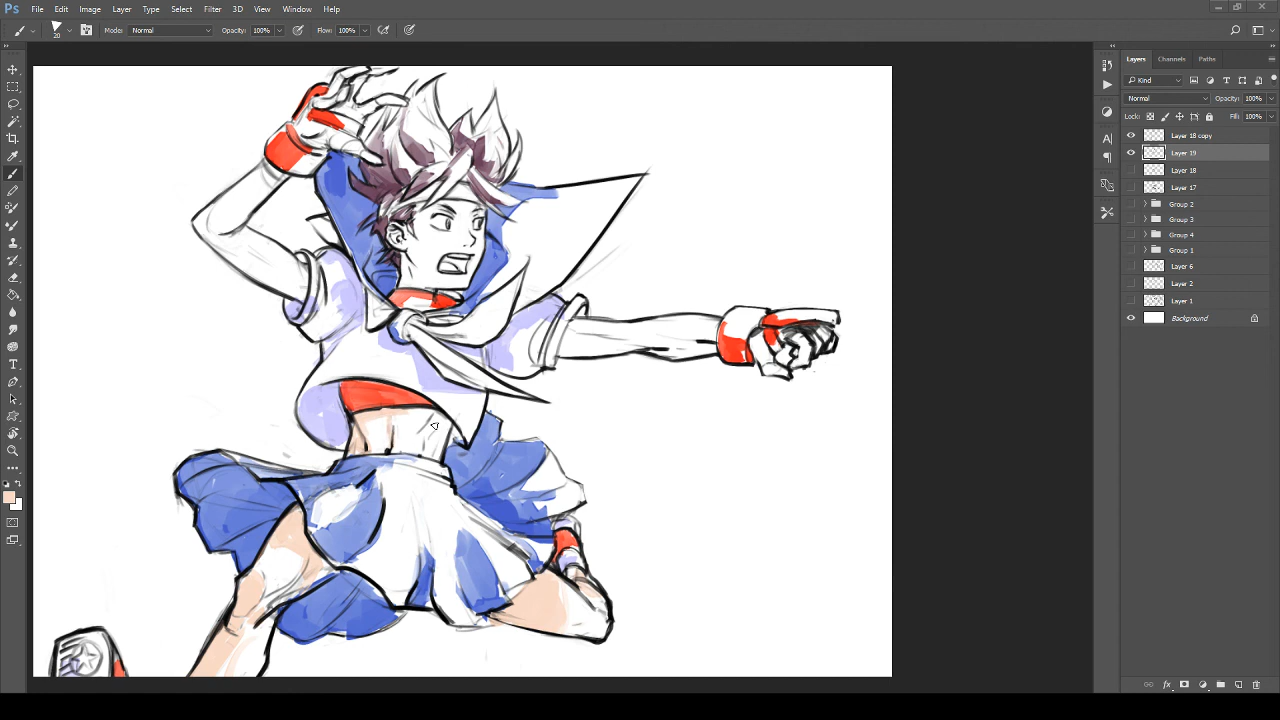 Ps File Edit Image Layer Type Select Filter 3D View Window Help
20 Mode: Normal Opacity: 100% Flow: 100%
Layers Channels Paths
Kind
Normal Opacity: 100%
Lock: Fill: 100%
Layer 18 copy
Layer 19
Layer 18
Layer 17
Group 2
Group 3
Group 4
Group 1
Layer 6
Layer 2
Layer 1
Background